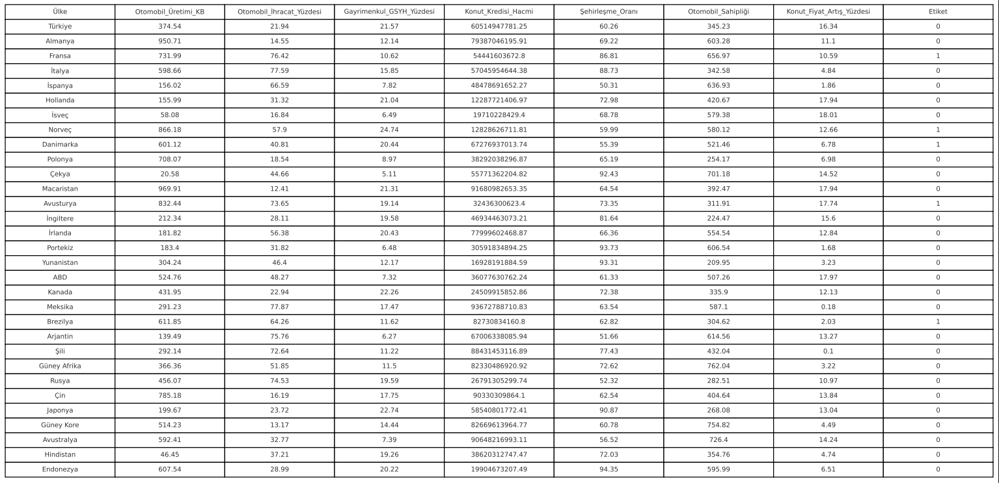 Ülke Otomobil_Üretimi_KB Otomobil_İhracat_Yüzdesi Gayrimenkul_GSYH_Yüzdesi Konut_Kredisi_Hacmi Şehirleşme_Oranı Otomobil_Sahipliği Konut_Fiyat_Artış_Yüzdesi Etiket
Türkiye 374.54 21.94 21.57 60514947781.25 60.26 345.23 16.34 0
Almanya 950.71 14.55 12.14 79387046195.91 69.22 603.28 11.1 0
Fransa 731.99 76.42 10.62 54441603672.8 86.81 656.97 10.59 1
İtalya 598.66 77.59 15.85 57045954644.38 88.73 342.58 4.84 0
İspanya 156.02 66.59 7.82 48478691652.27 50.31 636.93 1.86 0
Hollanda 155.99 31.32 21.04 12287721406.97 72.98 420.67 17.94 0
İsveç 58.08 16.84 6.49 19710228429.4 68.78 579.38 18.01 0
Norveç 866.18 57.9 24.74 12828626711.81 59.99 580.12 12.66 1
Danimarka 601.12 40.81 20.44 67276937013.74 55.39 521.46 6.78 1
Polonya 708.07 18.54 8.97 38292038296.87 65.19 254.17 6.98 0
Çekya 20.58 44.66 5.11 55771362204.82 92.43 701.18 14.52 0
Macaristan 969.91 12.41 21.31 91680982653.35 64.54 392.47 17.94 0
Avusturya 832.44 73.65 19.14 32436300623.4 73.35 311.91 17.74 1
İngiltere 212.34 28.11 19.58 46934463073.21 81.64 224.47 15.6 0
İrlanda 181.82 56.38 20.43 77999602468.87 66.36 554.54 12.84 0
Portekiz 183.4 31.82 6.48 30591834894.25 93.73 606.54 1.68 0
Yunanistan 304.24 46.4 12.17 16928191884.59 93.31 209.95 3.23 0
ABD 524.76 48.27 7.32 36077630762.24 61.33 507.26 17.97 0
Kanada 431.95 22.94 22.26 24509915852.86 72.38 335.9 12.13 0
Meksika 291.23 77.87 17.47 93672788710.83 63.54 587.1 0.18 0
Brezilya 611.85 64.26 11.62 82730834160.8 62.82 304.62 2.03 1
Arjantin 139.49 75.76 6.27 67006338085.94 51.66 614.56 13.27 0
Şili 292.14 72.64 11.22 88431453116.89 77.43 432.04 0.1 0
Güney Afrika 366.36 51.85 11.5 82330486920.92 72.62 762.04 3.22 0
Rusya 456.07 74.53 19.59 26791305299.74 52.32 282.51 10.97 0
Çin 785.18 16.19 17.75 90330309864.1 62.54 404.64 13.84 0
Japonya 199.67 23.72 22.74 58540801772.41 90.87 268.08 13.04 0
Güney Kore 514.23 13.17 14.44 82669613964.77 60.78 754.82 4.49 0
Avustralya 592.41 32.77 7.39 90648216993.11 56.52 726.4 14.24 0
Hindistan 46.45 37.21 19.26 38620312747.47 72.03 354.76 4.74 0
Endonezya 607.54 28.99 20.22 19904673207.49 94.35 595.99 6.51 0